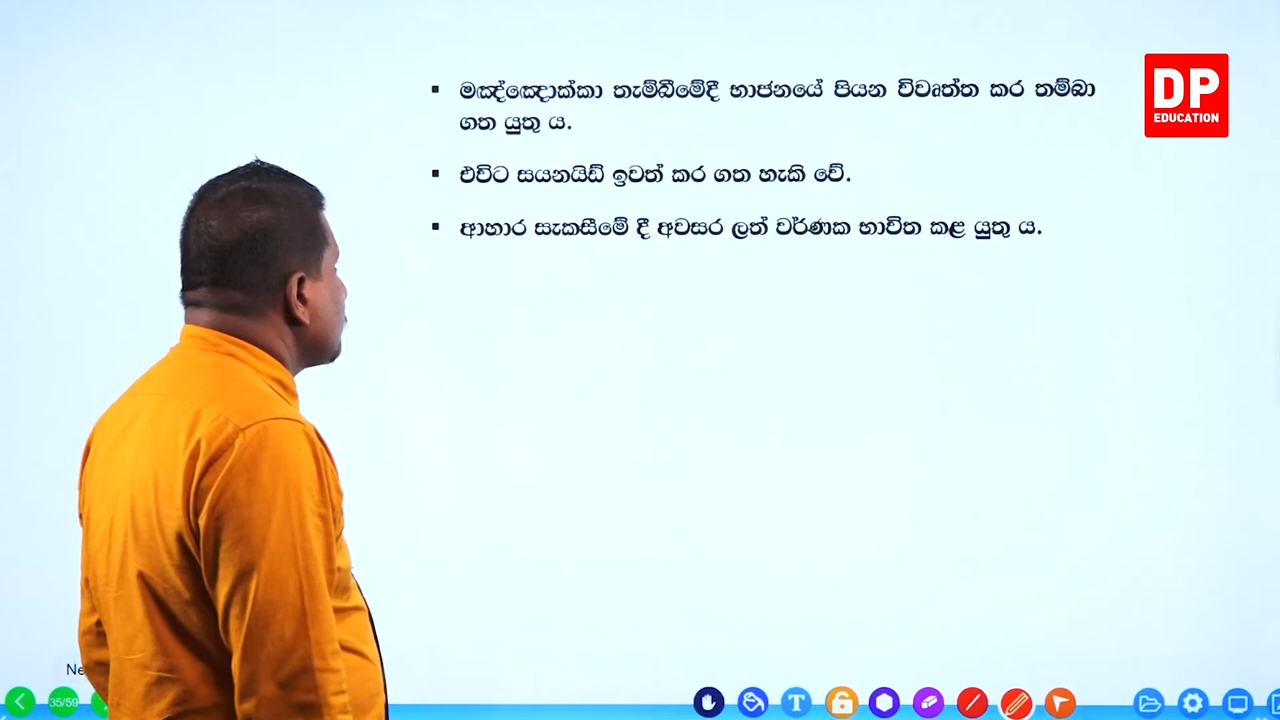 මඤ්ඤොක්කා තැම්බීමේදී භාජනයේ පියන විවෘත්ත කර තම්බා
ගත යුතු ය.
එවිට සයනයිඩ් ඉවත් කර ගත හැකි වේ.
ආහාර සැකසීමේ දී අවසර ලත් වර්ණක භාවිත කළ යුතු ය.
DP
EDUCATION
35/59
T